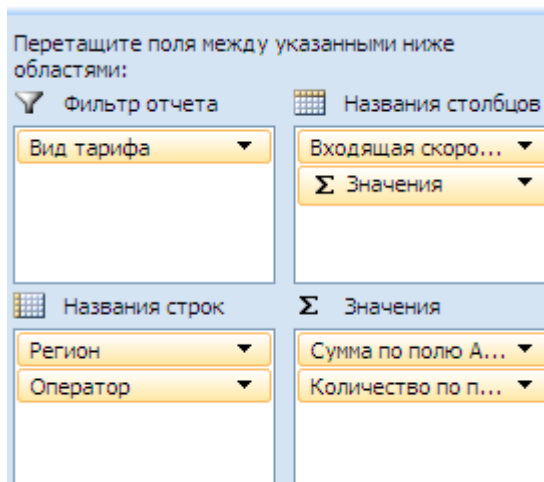 Перетащите поля между указанными ниже
областями:
Фильтр отчета
Названия столбцов
Вид тарифа
Входящая скоро...
Σ Значения
Названия строк
Σ Значения
Регион
Сумма по полю А...
Оператор
Количество по п...